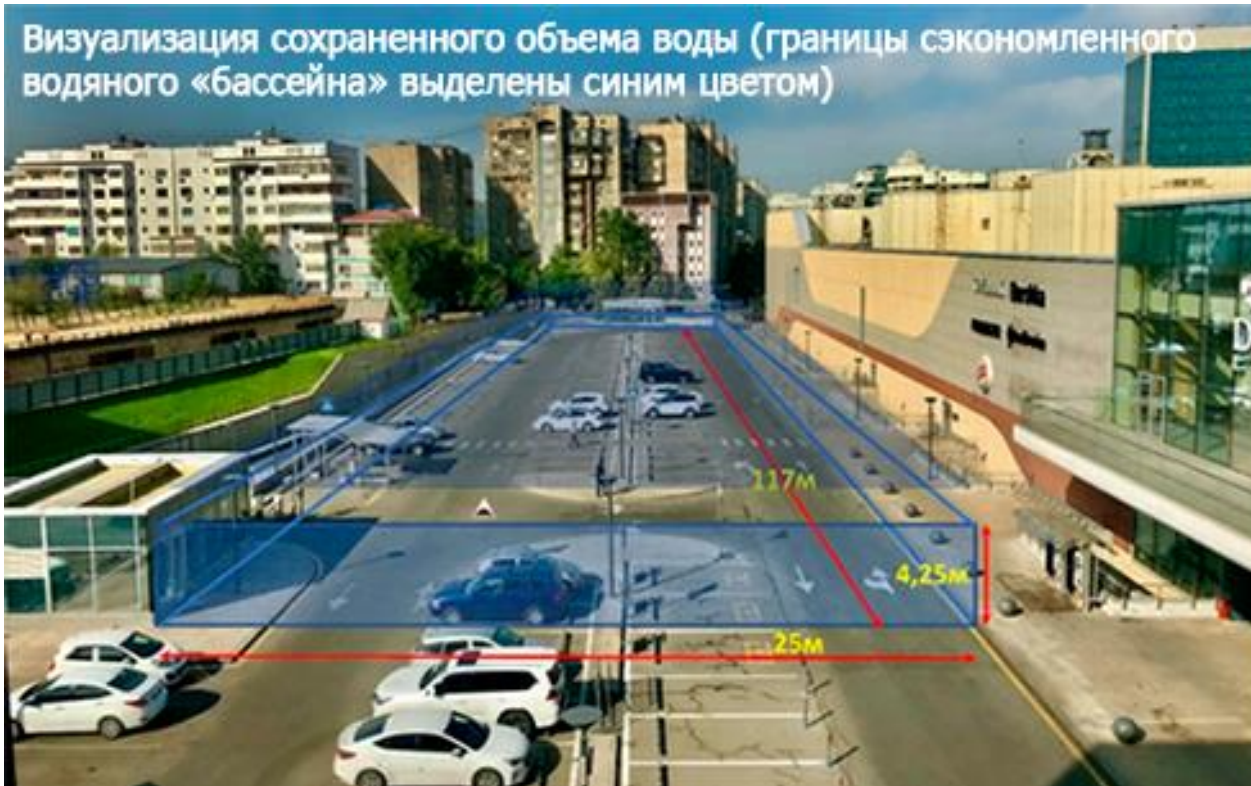 Визуализация сохраненного объема воды (границы сэкономленного
водяного «бассейна» выделены синим цветом)
117м
4,25м
25м